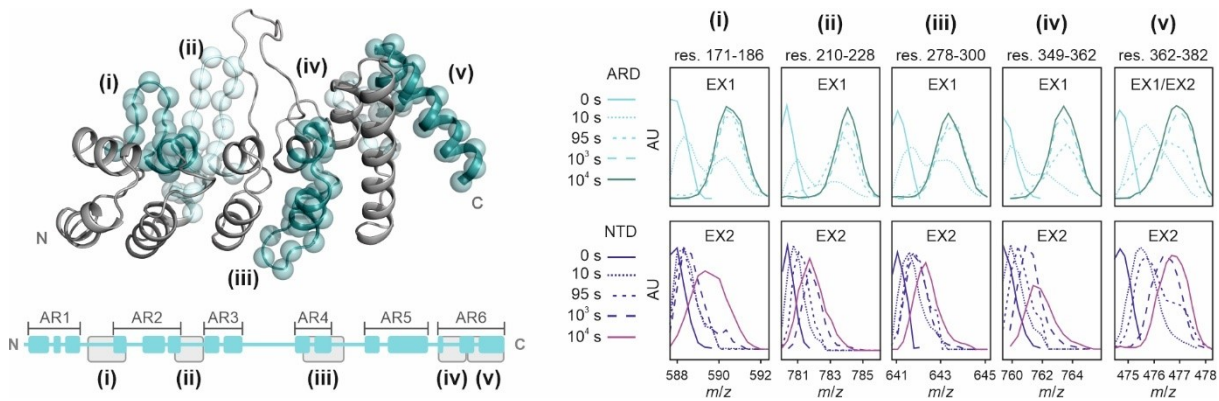 (i)
(ii)
(iii)
(iv)
(v)
N
C
AR1
AR2
AR3
AR4
AR5
AR6
N
C
(i)
(ii)
(iii)
(iv)
(v)
(i)
(ii)
(iii)
(iv)
(v)
res. 171-186
res. 210-228
res. 278-300
res. 349-362
res. 362-382
ARD
0 s
10 s
95 s
10³ s
10⁴ s
AU
EX1
EX1
EX1
EX1
EX1/EX2
NTD
0 s
10 s
95 s
10³ s
10⁴ s
AU
EX2
EX2
EX2
EX2
EX2
588 590 592
781 783 785
641 643 645
760 762 764
475 476 477 478
m/z
m/z
m/z
m/z
m/z